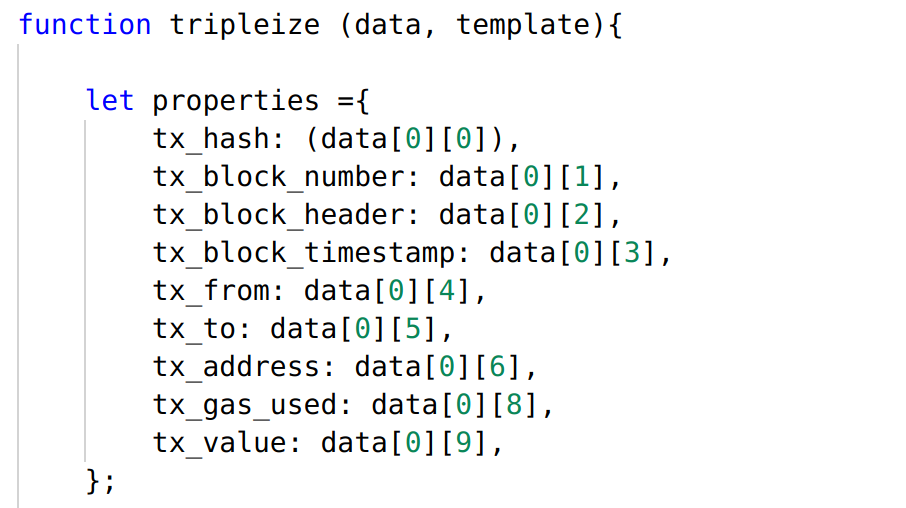 function tripleize (data, template){
let properties ={
tx_hash: (data[0][0]),
tx_block_number: data[0][1],
tx_block_header: data[0][2],
tx_block_timestamp: data[0][3],
tx_from: data[0][4],
tx_to: data[0][5],
tx_address: data[0][6],
tx_gas_used: data[0][8],
tx_value: data[0][9],
};